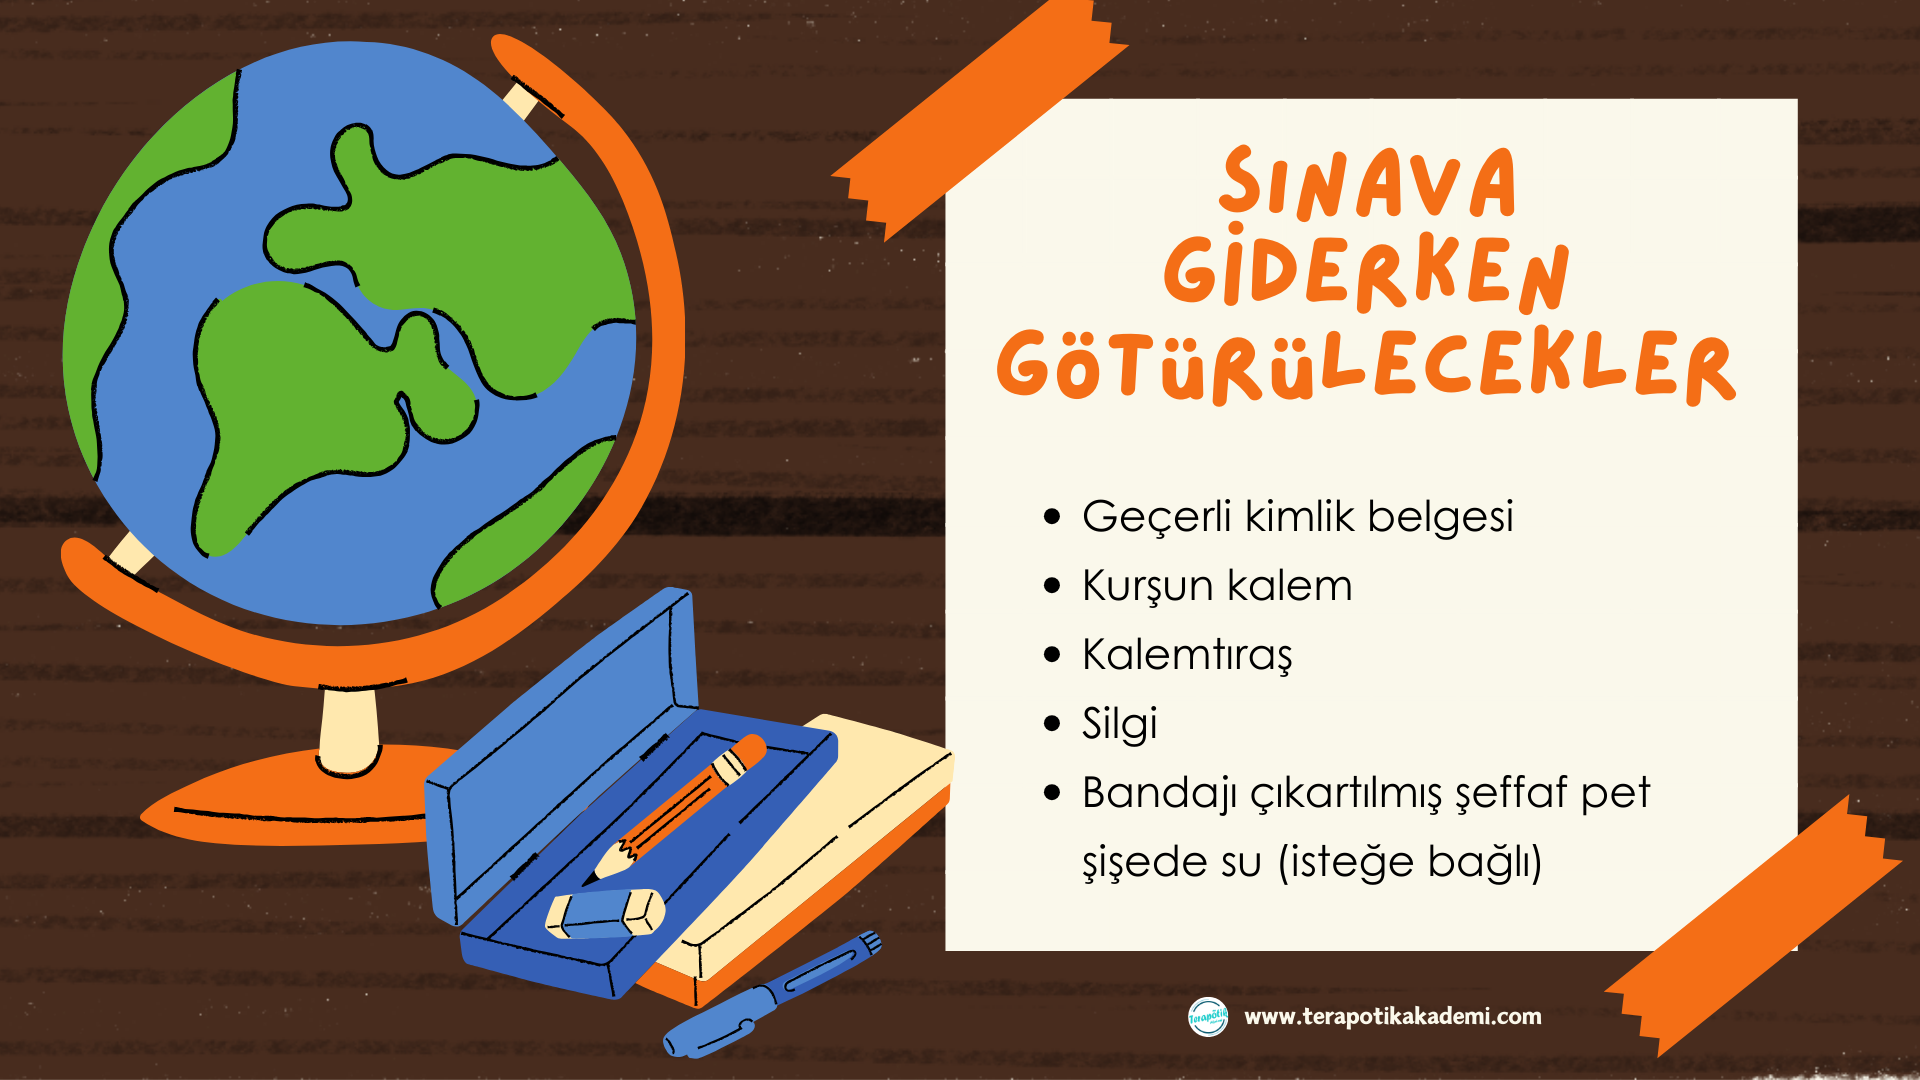 SINAVA
GİDERKEN
GÖTÜRÜLECEKLER
• Geçerli kimlik belgesi
• Kurşun kalem
• Kalemtıraş
• Silgi
• Bandajı çıkartılmış şeffaf pet
şişede su (isteğe bağlı)
Terapötik
www.terapotikakademi.com